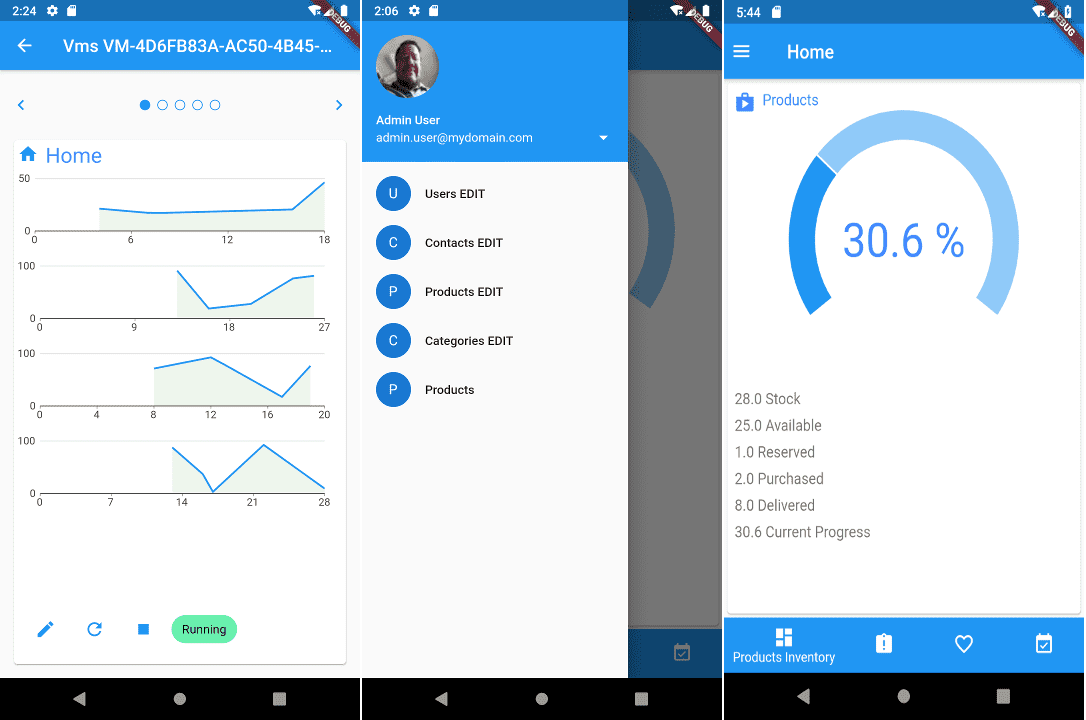 2:24
DEBUG
Vms VM-4D6FB83A-AC50-4B45-...
Home
50
0
0 6 12 18
100
0
0 9 18 27
100
0
0 4 8 12 16 20
100
0
0 7 14 21 28
Running
2:06
DEBUG
Admin User
admin.user@mydomain.com
U Users EDIT
C Contacts EDIT
P Products EDIT
C Categories EDIT
P Products
5:44
DEBUG
Home
Products
30.6 %
28.0 Stock
25.0 Available
1.0 Reserved
2.0 Purchased
8.0 Delivered
30.6 Current Progress
Products Inventory